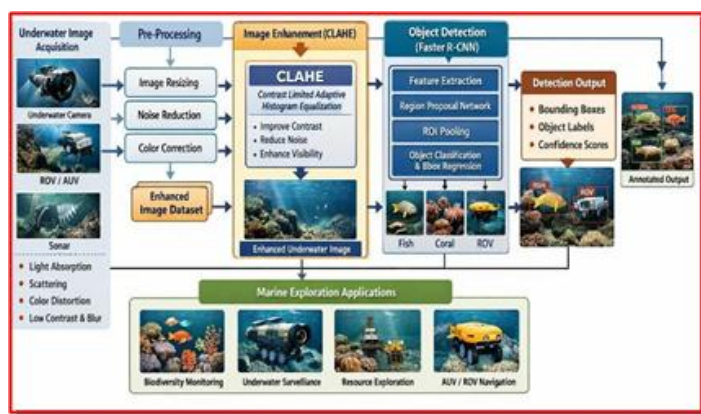 Underwater Image
Acquisition
Underwater Camera
ROV / AUV
Sonar
• Light Absorption
• Scattering
• Color Distortion
• Low Contrast & Blur
Pre-Processing
Image Resizing
Noise Reduction
Color Correction
Enhanced
Image Dataset
Image Enhanement (CLAHE)
CLAHE
Contrast Limited Adaptive
Histogram Equalization
• Improve Contrast
• Reduce Noise
• Enhance Visibility
Enhanced Underwater Image
Object Detection
(Faster R-CNN)
Feature Extraction
Region Proposal Network
ROI Pooling
Object Classification
& Bbox Regression
Fish
Coral
ROV
Detection Output
• Bounding Boxes
• Object Labels
• Confidence Scores
ROV
Annotated Output
Marine Exploration Applications
Biodiversity Monitoring
Underwater Surveillance
Resource Exploration
AUV / ROV Navigation